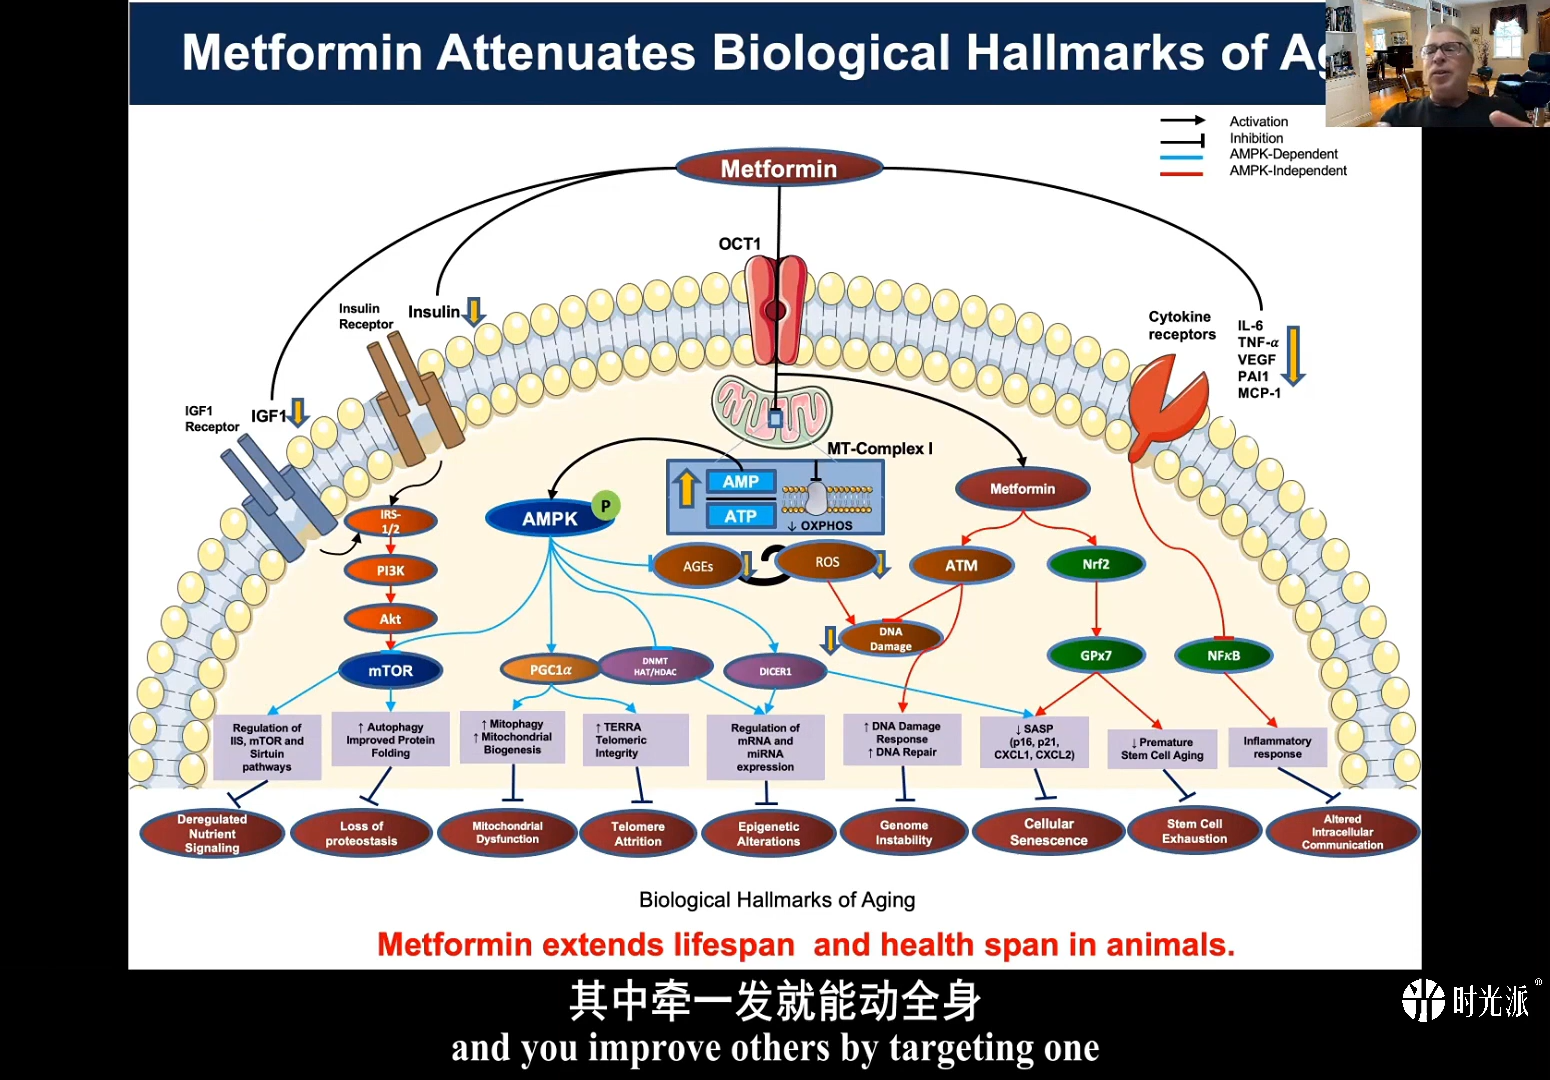 Metformin Attenuates Biological Hallmarks of Ag
Activation
Inhibition
AMPK-Dependent
AMPK-Independent
Metformin
OCT1
Insulin
Receptor
Insulin
IGF1
Receptor
IGF1
Cytokine
receptors
IL-6
TNF-α
VEGF
PAI1
MCP-1
MT-Complex I
AMP
ATP
↓ OXPHOS
AMPK
P
Metformin
IRS-
1/2
PI3K
Akt
mTOR
AGEs
ROS
ATM
Nrf2
DNA
Damage
PGC1α
DNMT
HAT/HDAC
DICER1
GPx7
NFκB
Regulation of
IIS, mTOR and
Sirtuin
pathways
↑ Autophagy
Improved Protein
Folding
↑ Mitophagy
↑ Mitochondrial
Biogenesis
↑ TERRA
Telomeric
Integrity
Regulation of
mRNA and
miRNA
expression
↑ DNA Damage
Response
↑ DNA Repair
↓ SASP
(p16, p21,
CXCL1, CXCL2)
↓ Premature
Stem Cell Aging
Inflammatory
response
Deregulated
Nutrient
Signaling
Loss of
proteostasis
Mitochondrial
Dysfunction
Telomere
Attrition
Epigenetic
Alterations
Genome
Instability
Cellular
Senescence
Stem Cell
Exhaustion
Altered
Intracellular
Communication
Biological Hallmarks of Aging
Metformin extends lifespan and health span in animals.
其中牵一发就能动全身
and you improve others by targeting one
时光派®